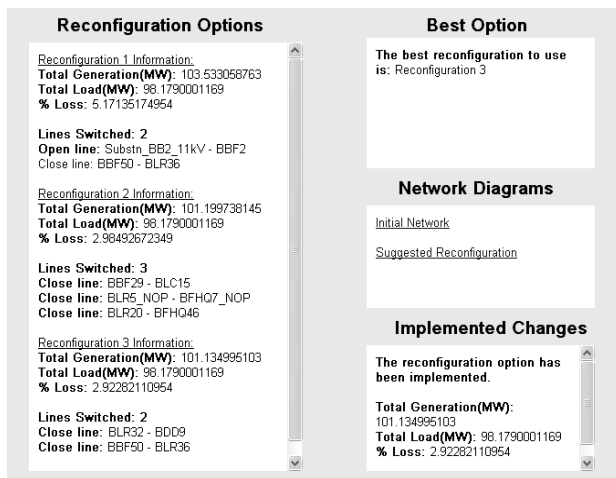 Reconfiguration Options
Reconfiguration 1 Information:
Total Generation(MW): 103.533058763
Total Load(MW): 98.1790001169
% Loss: 5.17135174954
Lines Switched: 2
Open line: Substn_BB2_11kV - BBF2
Close line: BBF50 - BLR36
Reconfiguration 2 Information:
Total Generation(MW): 101.199738145
Total Load(MW): 98.1790001169
% Loss: 2.98492672349
Lines Switched: 3
Close line: BBF29 - BLC15
Close line: BLR5_NOP - BFHQ7_NOP
Close line: BLR20 - BFHQ46
Reconfiguration 3 Information:
Total Generation(MW): 101.134995103
Total Load(MW): 98.1790001169
% Loss: 2.92282110954
Lines Switched: 2
Close line: BLR32 - BDD9
Close line: BBF50 - BLR36
Best Option
The best reconfiguration to use
is: Reconfiguration 3
Network Diagrams
Initial Network
Suggested Reconfiguration
Implemented Changes
The reconfiguration option has
been implemented.
Total Generation(MW):
101.134995103
Total Load(MW): 98.1790001169
% Loss: 2.92282110954